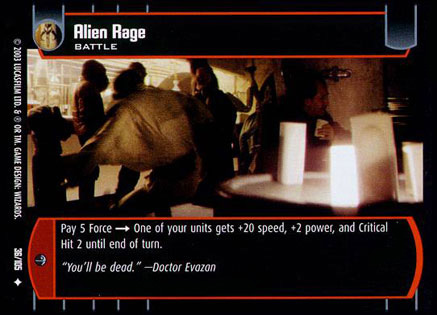 Alien Rage
BATTLE
Pay 5 Force → One of your units gets +20 speed, +2 power, and Critical
Hit 2 until end of turn.
"You'll be dead." —Doctor Evazan
© 2003 LUCASFILM LTD. & ® OR TM. GAME DESIGN: WIZARDS.
36/105